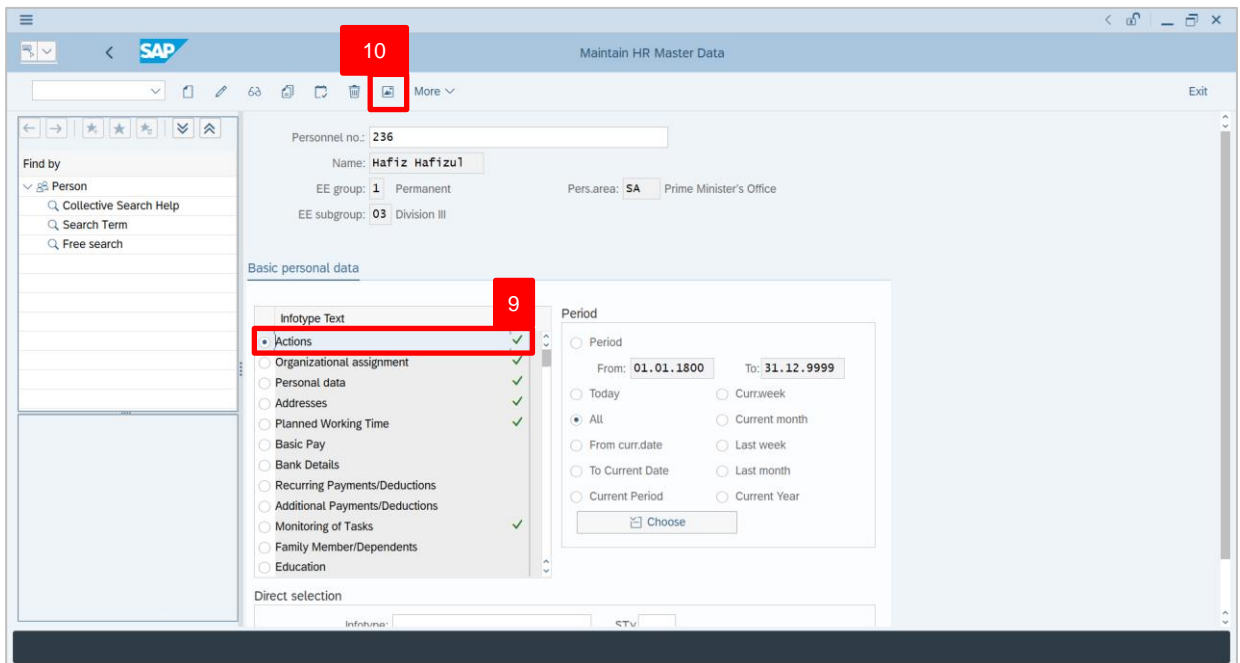 SAP
10
Maintain HR Master Data
More
Exit
Personnel no.: 236
Find by
Name: Hafiz Hafizul
Person
EE group: 1 Permanent
Pers.area: SA Prime Minister's Office
Collective Search Help
EE subgroup: 03 Division III
Search Term
Free search
Basic personal data
9
Infotype Text
Actions
Organizational assignment
Personal data
Addresses
Planned Working Time
Basic Pay
Bank Details
Recurring Payments/Deductions
Additional Payments/Deductions
Monitoring of Tasks
Family Member/Dependents
Education
Period
Period
From: 01.01.1800 To: 31.12.9999
Today Curr.week
All Current month
From curr.date Last week
To Current Date Last month
Current Period Current Year
Choose
Direct selection
Infotype: STy